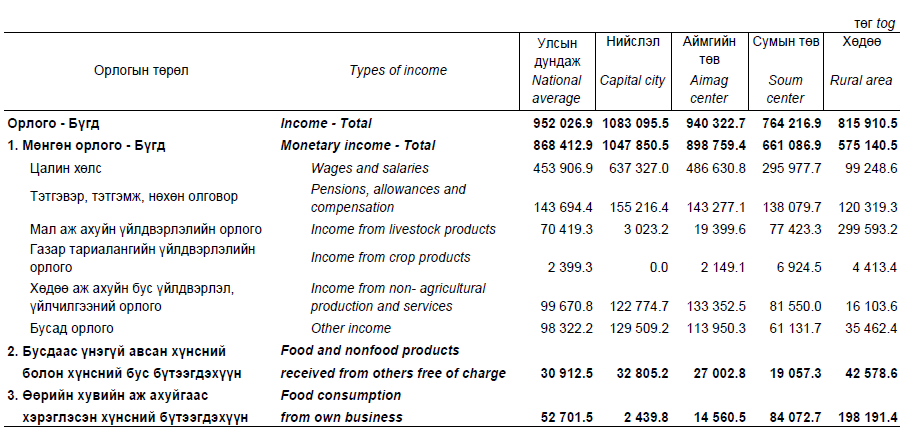 төг tog
Орлогын төрөл Types of income Улсын дундаж National average Нийслэл Capital city Аймгийн төв Aimag center Сумын төв Soum center Хөдөө Rural area
Орлого - Бүгд Income - Total 952 026.9 1083 095.5 940 322.7 764 216.9 815 910.5
1. Мөнгөн орлого - Бүгд Monetary income - Total 868 412.9 1047 850.5 898 759.4 661 086.9 575 140.5
Цалин хөлс Wages and salaries 453 906.9 637 327.0 486 630.8 295 977.7 99 248.6
Тэтгэвэр, тэтгэмж, нөхөн олговор Pensions, allowances and
compensation 143 694.4 155 216.4 143 277.1 138 079.7 120 319.3
Мал аж ахуйн үйлдвэрлэлийн орлого Income from livestock products 70 419.3 3 023.2 19 399.6 77 423.3 299 593.2
Газар тариалангийн үйлдвэрлэлийн Income from crop products
орлого 2 399.3 0.0 2 149.1 6 924.5 4 413.4
Хөдөө аж ахуйн бус үйлдвэрлэл, Income from non- agricultural
үйлчилгээний орлого production and services 99 670.8 122 774.7 133 352.5 81 550.0 16 103.6
Бусад орлого Other income 98 322.2 129 509.2 113 950.3 61 131.7 35 462.4
2. Бусдаас үнэгүй авсан хүнсний Food and nonfood products
болон хүнсний бус бүтээгдэхүүн received from others free of charge 30 912.5 32 805.2 27 002.8 19 057.3 42 578.6
3. Өөрийн хувийн аж ахуйгаас Food consumption
хэрэглэсэн хүнсний бүтээгдэхүүн from own business 52 701.5 2 439.8 14 560.5 84 072.7 198 191.4